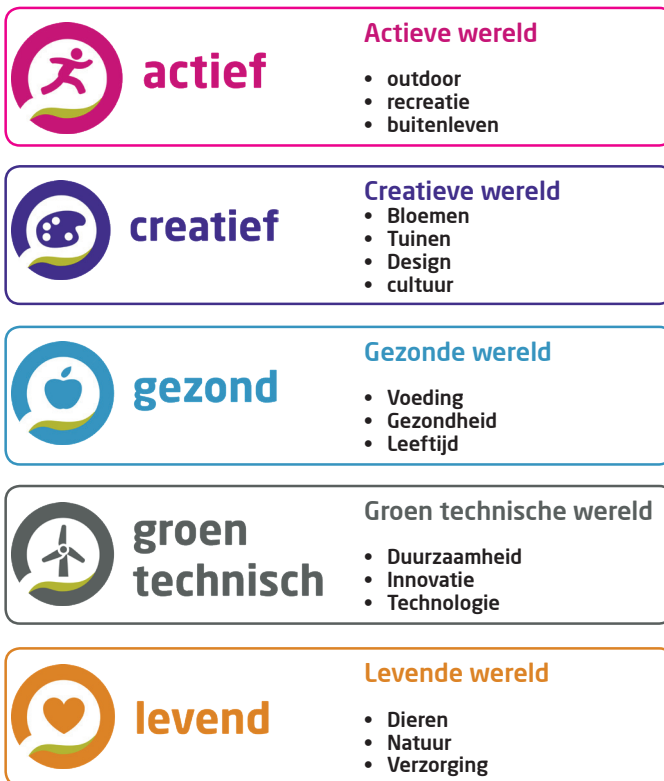 actief
Actieve wereld
• outdoor
• recreatie
• buitenleven
creatief
Creatieve wereld
• Bloemen
• Tuinen
• Design
• cultuur
gezond
Gezonde wereld
• Voeding
• Gezondheid
• Leeftijd
groen
technisch
Groen technische wereld
• Duurzaamheid
• Innovatie
• Technologie
levend
Levende wereld
• Dieren
• Natuur
• Verzorging